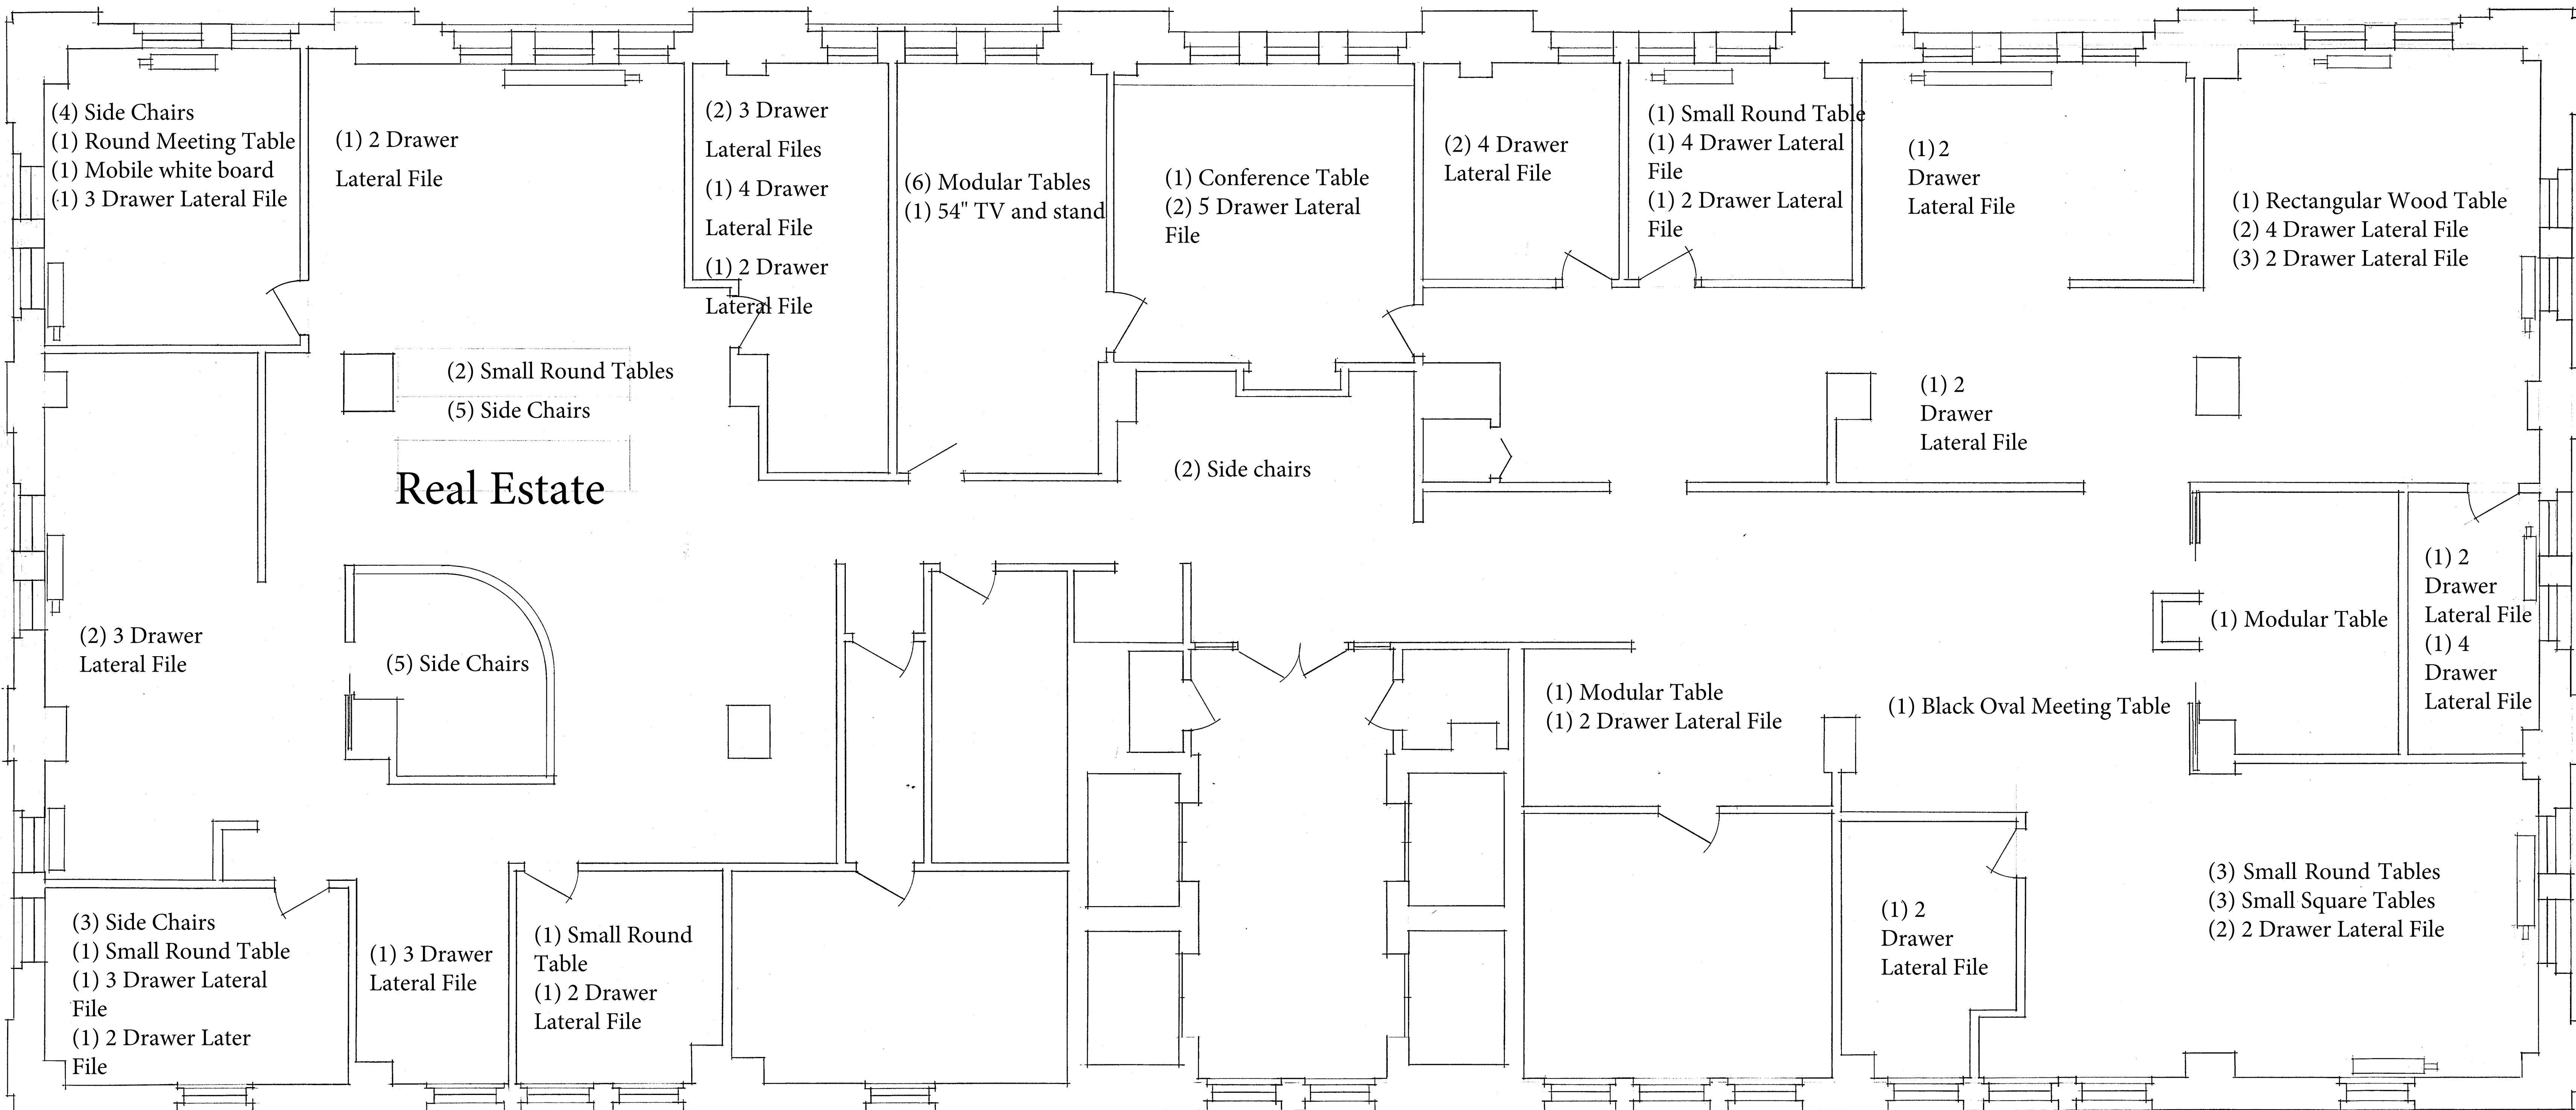 (4) Side Chairs
(1) Round Meeting Table
(1) Mobile white board
(1) 3 Drawer Lateral File
(1) 2 Drawer
Lateral File
(2) 3 Drawer
Lateral Files
(1) 4 Drawer
Lateral File
(1) 2 Drawer
Lateral File
(6) Modular Tables
(1) 54" TV and stand
(1) Conference Table
(2) 5 Drawer Lateral
File
(2) 4 Drawer
Lateral File
(1) Small Round Table
(1) 4 Drawer Lateral
File
(1) 2 Drawer Lateral
File
(1) 2
Drawer
Lateral File
(1) Rectangular Wood Table
(2) 4 Drawer Lateral File
(3) 2 Drawer Lateral File
(2) Small Round Tables
(5) Side Chairs
Real Estate
(2) Side chairs
(1) 2
Drawer
Lateral File
(2) 3 Drawer
Lateral File
(5) Side Chairs
(1) Modular Table
(1) 2 Drawer Lateral File
(1) Black Oval Meeting Table
(1) Modular Table
(1) 2
Drawer
Lateral File
(1) 4
Drawer
Lateral File
(3) Side Chairs
(1) Small Round Table
(1) 3 Drawer Lateral
File
(1) 2 Drawer Later
File
(1) 3 Drawer
Lateral File
(1) Small Round
Table
(1) 2 Drawer
Lateral File
(1) 2
Drawer
Lateral File
(3) Small Round Tables
(3) Small Square Tables
(2) 2 Drawer Lateral File